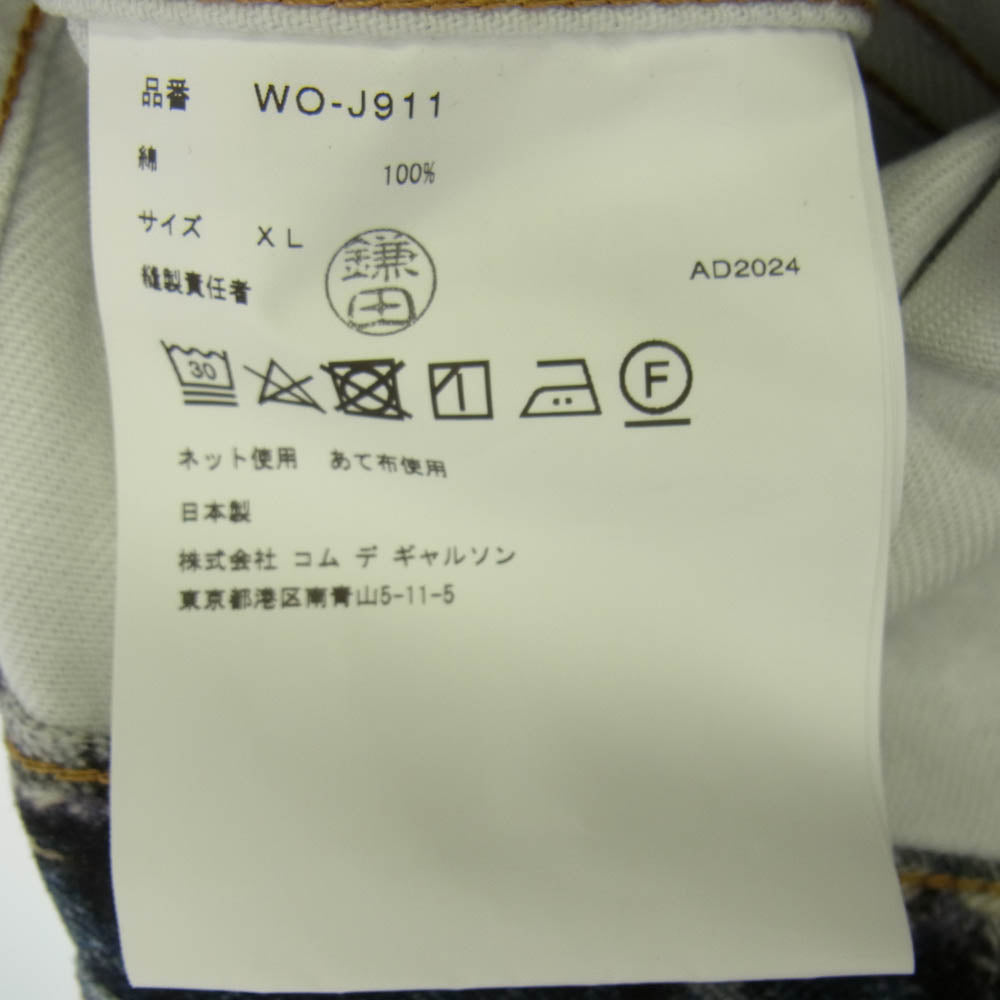 品番 WO-J911
綿 100%
サイズ XL
縫製責任者 鎌田
AD2024
30 F
ネット使用 あて布使用
日本製
株式会社 コム デ ギャルソン
東京都港区南青山5-11-5